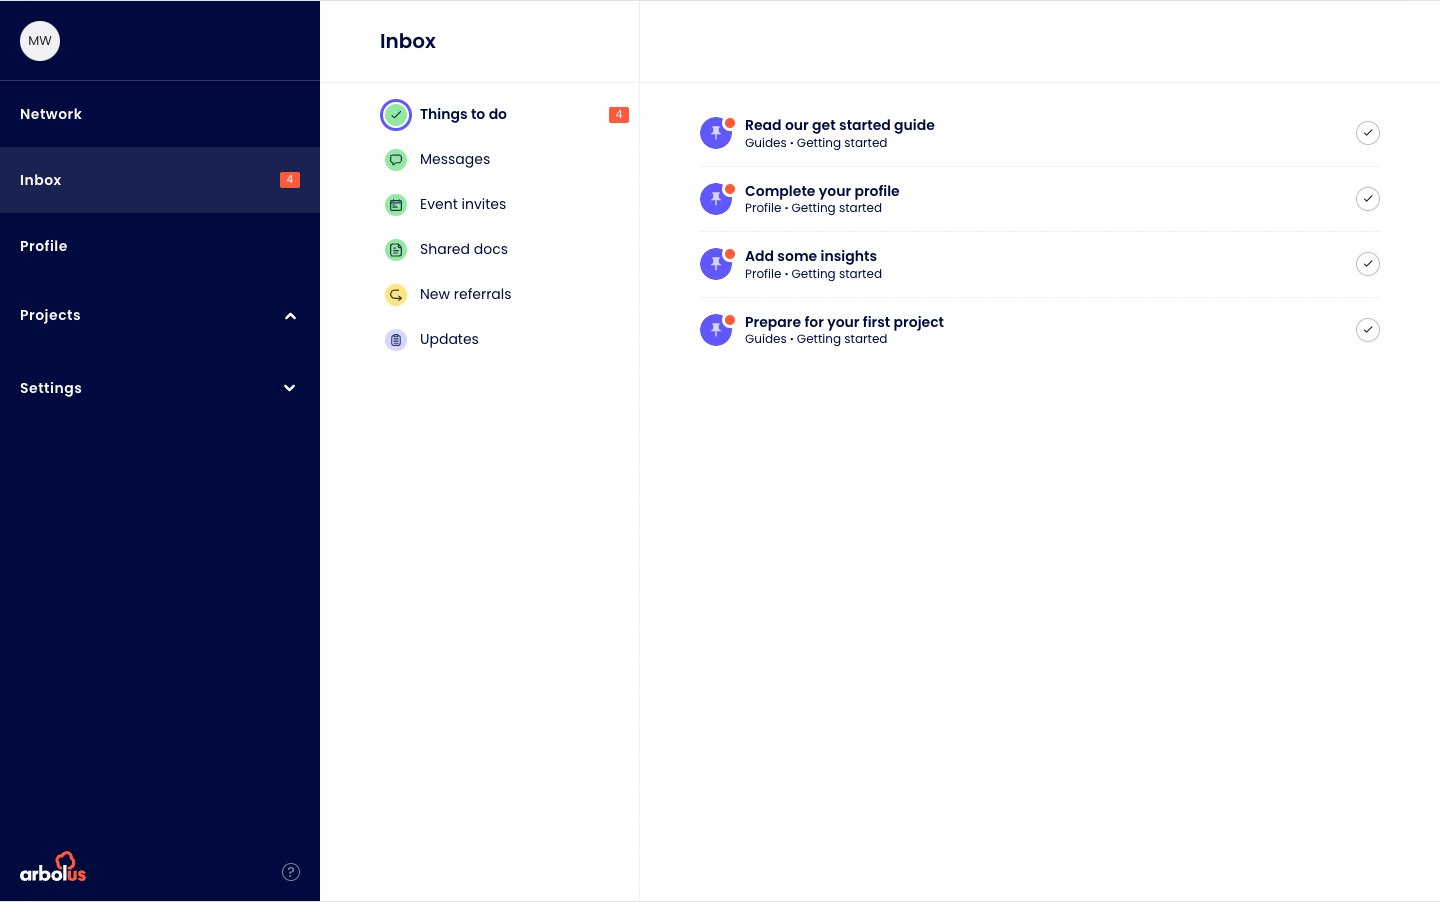 MW
Network
Inbox 4
Profile
Projects
Settings
arbolus
?
Inbox
Things to do 4
Messages
Event invites
Shared docs
New referrals
Updates
Read our get started guide
Guides • Getting started
Complete your profile
Profile • Getting started
Add some insights
Profile • Getting started
Prepare for your first project
Guides • Getting started